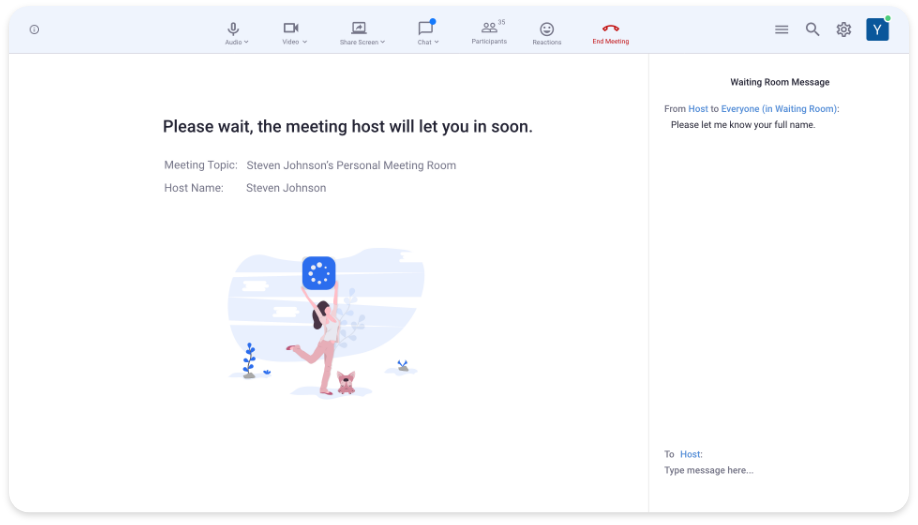 Audio
Video
Share Screen
Chat
35
Participants
Reactions
End Meeting
Y
Please wait, the meeting host will let you in soon.
Meeting Topic: Steven Johnson's Personal Meeting Room
Host Name: Steven Johnson
Waiting Room Message
From Host to Everyone (in Waiting Room):
Please let me know your full name.
To Host:
Type message here...